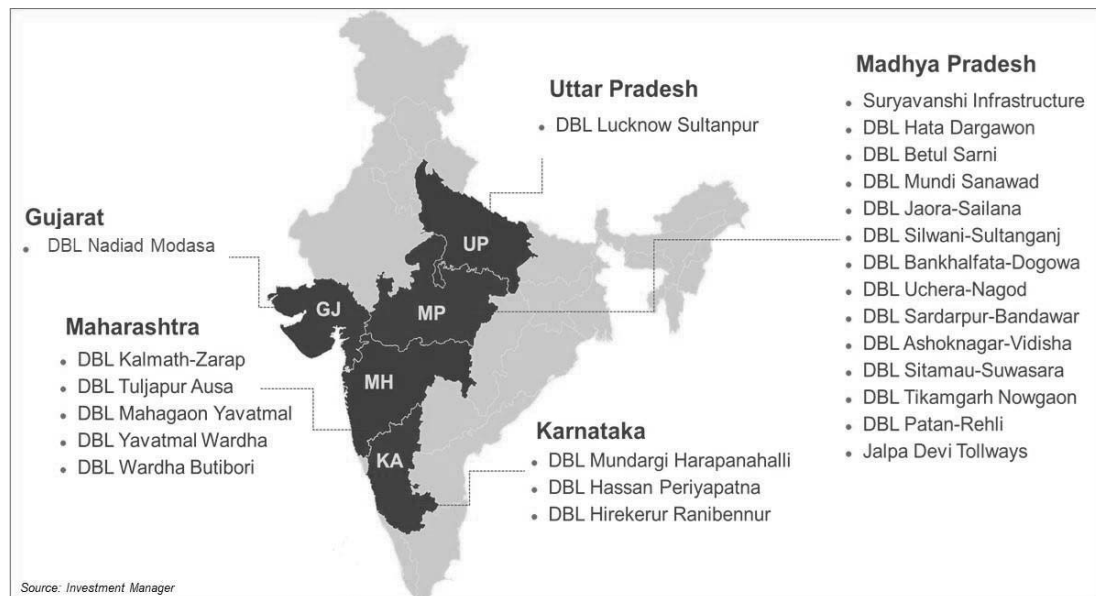 Uttar Pradesh
• DBL Lucknow Sultanpur
Madhya Pradesh
• Suryavanshi Infrastructure
• DBL Hata Dargawon
• DBL Betul Sarni
• DBL Mundi Sanawad
• DBL Jaora-Sailana
• DBL Silwani-Sultanganj
• DBL Bankhalfata-Dogowa
• DBL Uchera-Nagod
• DBL Sardarpur-Bandawar
• DBL Ashoknagar-Vidisha
• DBL Sitamau-Suwasara
• DBL Tikamgarh Nowgaon
• DBL Patan-Rehli
• Jalpa Devi Tollways
Gujarat
• DBL Nadiad Modasa
Maharashtra
• DBL Kalmath-Zarap
• DBL Tuljapur Ausa
• DBL Mahagaon Yavatmal
• DBL Yavatmal Wardha
• DBL Wardha Butibori
UP
GJ
MP
MH
KA
Karnataka
• DBL Mundargi Harapanahalli
• DBL Hassan Periyapatna
• DBL Hirekerur Ranibennur
Source: Investment Manager